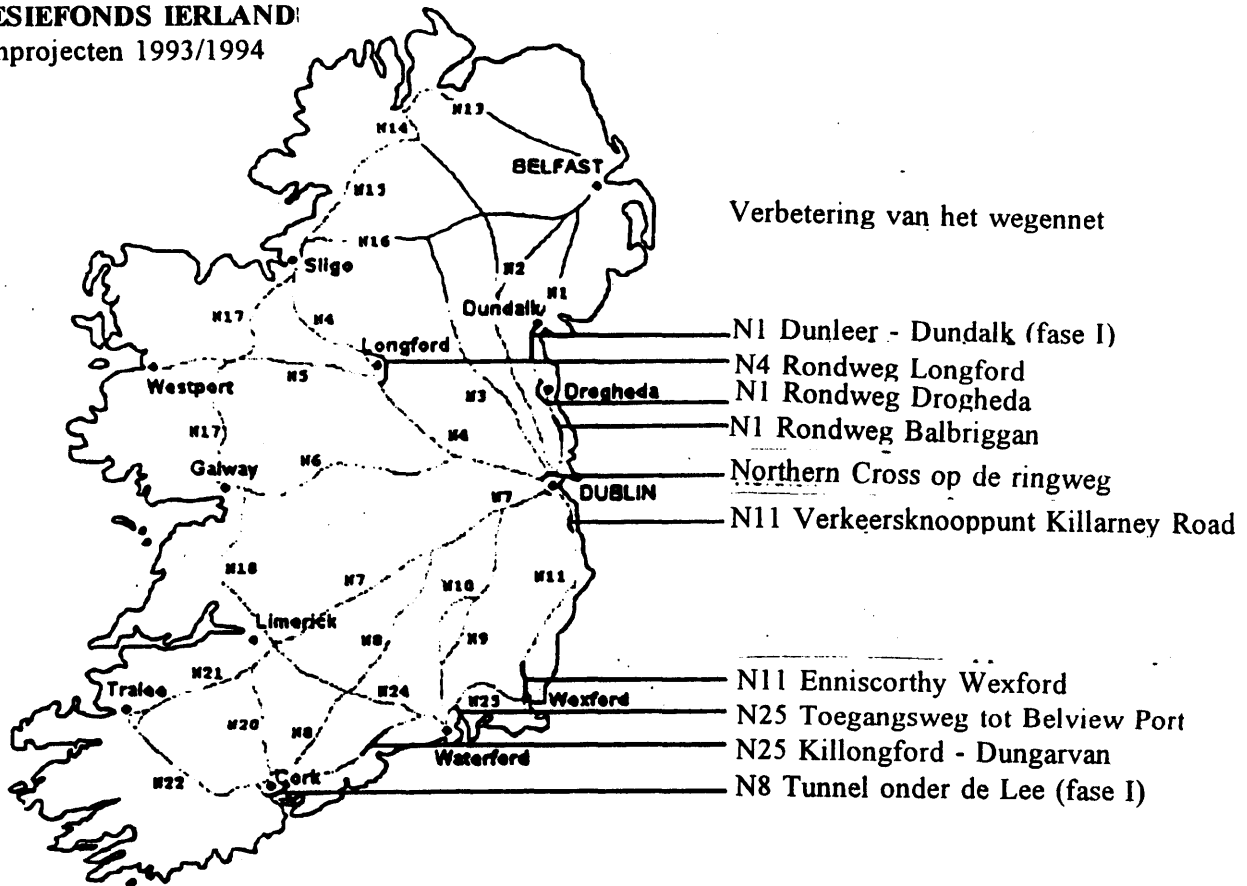 ESIEFONDS IERLAND
nprojecten 1993/1994
N13
N14
BELFAST
N15
Verbetering van het wegennet
N16
Sligo
N2
N1
Dundalk
N17
N4
N1 Dunleer - Dundalk (fase I)
Longford
N4 Rondweg Longford
Westport
N5
N3
Drogheda
N1 Rondweg Drogheda
N17
N4
N1 Rondweg Balbriggan
Galway
N6
Northern Cross op de ringweg
N7
DUBLIN
N11 Verkeersknooppunt Killarney Road
N18
N7
N10
N11
Limerick
N8
N9
N21
N11 Enniscorthy Wexford
Tralee
N24
N25
Wexford
N25 Toegangsweg tot Belview Port
N20
N8
Waterford
N25 Killongford - Dungarvan
N22
Cork
N8 Tunnel onder de Lee (fase I)